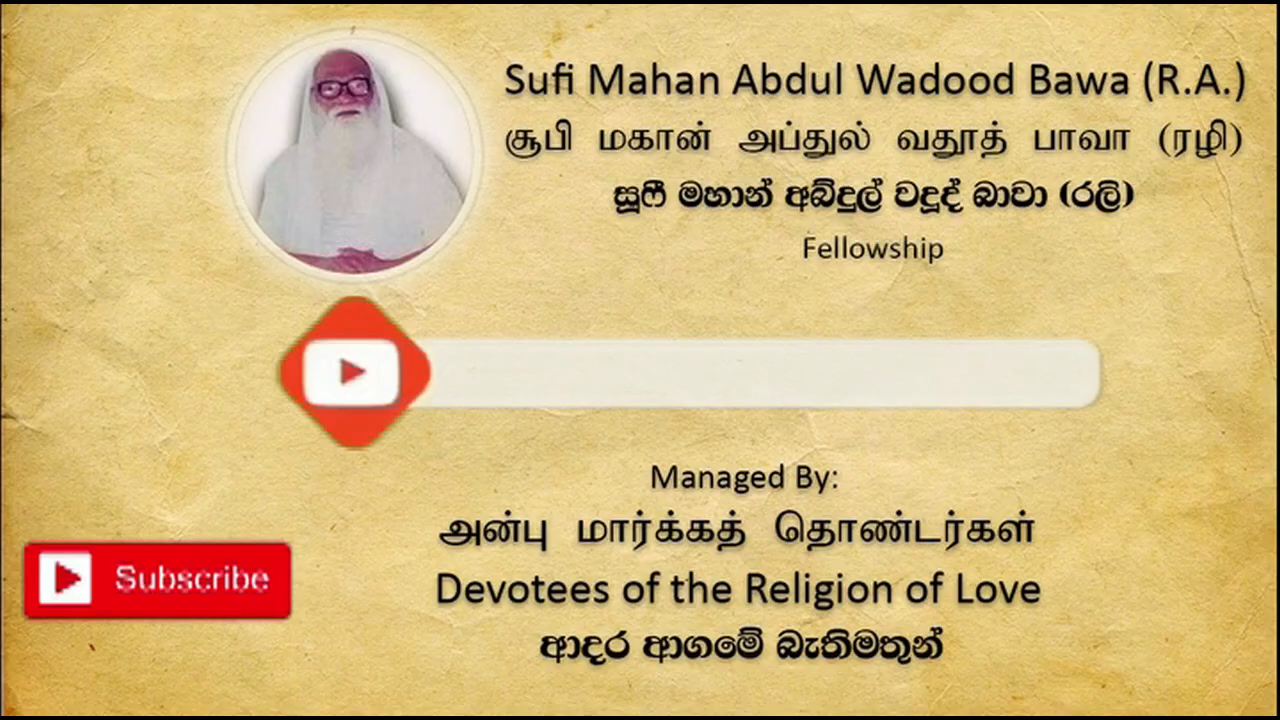 Sufi Mahan Abdul Wadood Bawa (R.A.)
சூபி மகான் அப்துல் வதூத் பாவா (ரழி)
සූෆී මහාන් අබ්දුල් වදූද් බාවා (රලි)
Fellowship
Managed By:
அன்பு மார்க்கத் தொண்டர்கள்
Subscribe
Devotees of the Religion of Love
ආදර ආගමේ බැතිමතුන්